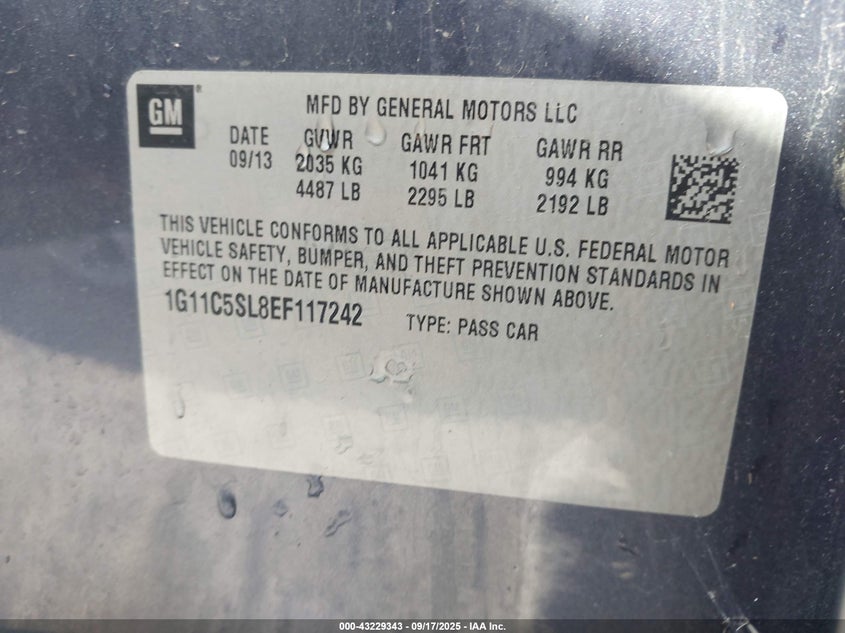 GM®
MFD BY GENERAL MOTORS LLC
DATE GVWR GAWR FRT GAWR RR
09/13 2035 KG 1041 KG 994 KG
4487 LB 2295 LB 2192 LB
THIS VEHICLE CONFORMS TO ALL APPLICABLE U.S. FEDERAL MOTOR
VEHICLE SAFETY, BUMPER, AND THEFT PREVENTION STANDARDS IN
EFFECT ON THE DATE OF MANUFACTURE SHOWN ABOVE.
1G11C5SL8EF117242 TYPE: PASS CAR
000-43229343 - 09/17/2025 - IAA Inc.